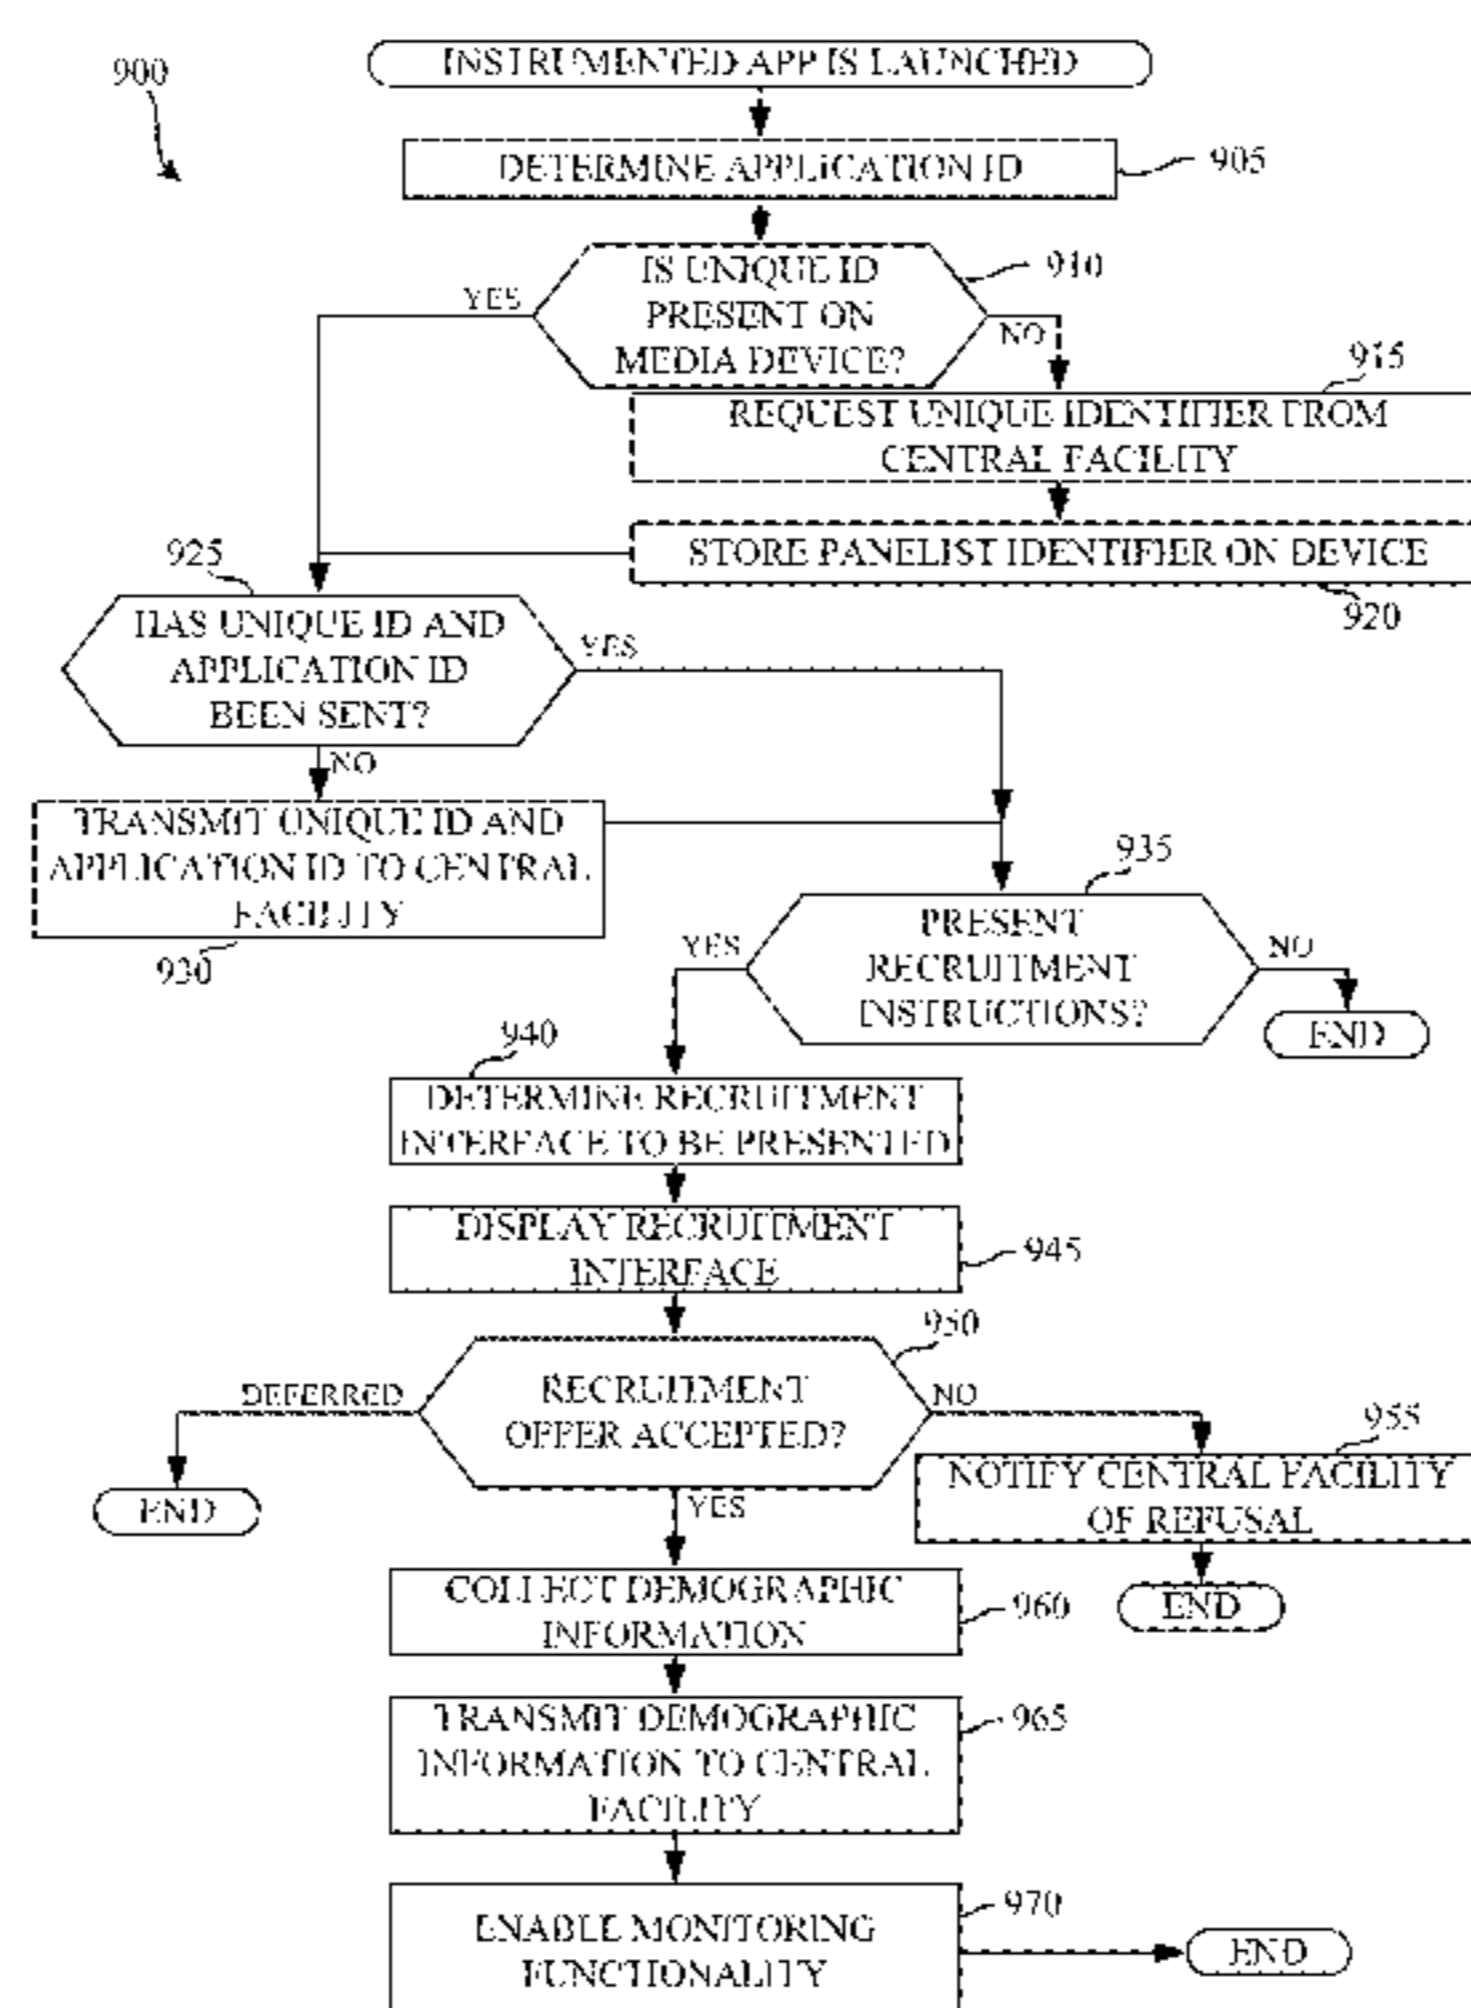 900
INSTRUMENTED APP IS LAUNCHED
DETERMINE APPLICATION ID
905
IS UNIQUE ID
PRESENT ON
MEDIA DEVICE?
910
YES
NO
915
REQUEST UNIQUE IDENTIFIER FROM
CENTRAL FACILITY
STORE PANELIST IDENTIFIER ON DEVICE
920
925
HAS UNIQUE ID AND
APPLICATION ID
BEEN SENT?
YES
NO
TRANSMIT UNIQUE ID AND
APPLICATION ID TO CENTRAL
FACILITY
930
935
PRESENT
RECRUITMENT
INSTRUCTIONS?
YES
NO
END
940
DETERMINE RECRUITMENT
INTERFACE TO BE PRESENTED
DISPLAY RECRUITMENT
INTERFACE
945
950
RECRUITMENT
OFFER ACCEPTED?
DEFERRED
NO
END
YES
955
NOTIFY CENTRAL FACILITY
OF REFUSAL
END
COLLECT DEMOGRAPHIC
INFORMATION
960
TRANSMIT DEMOGRAPHIC
INFORMATION TO CENTRAL
FACILITY
965
ENABLE MONITORING
FUNCTIONALITY
970
END